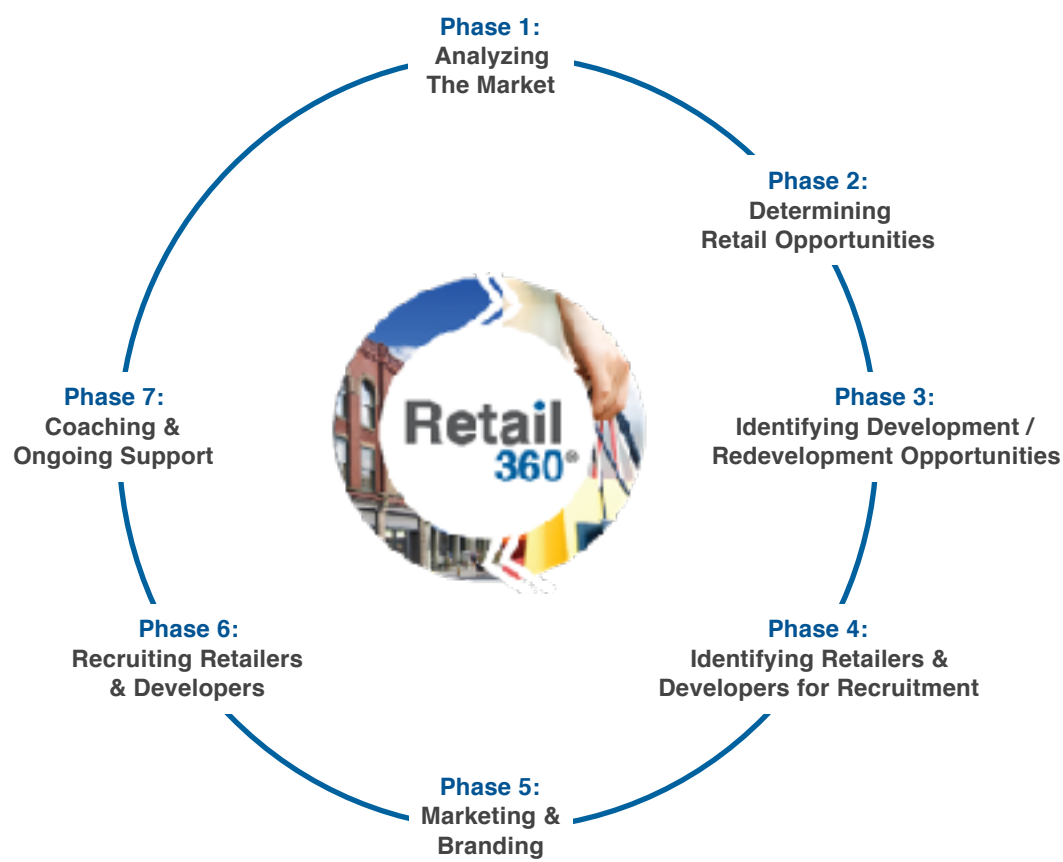 Phase 1:
Analyzing
The Market
Phase 2:
Determining
Retail Opportunities
Phase 3:
Identifying Development /
Redevelopment Opportunities
Phase 4:
Identifying Retailers &
Developers for Recruitment
Phase 5:
Marketing &
Branding
Phase 6:
Recruiting Retailers
& Developers
Phase 7:
Coaching &
Ongoing Support
Retail
360®